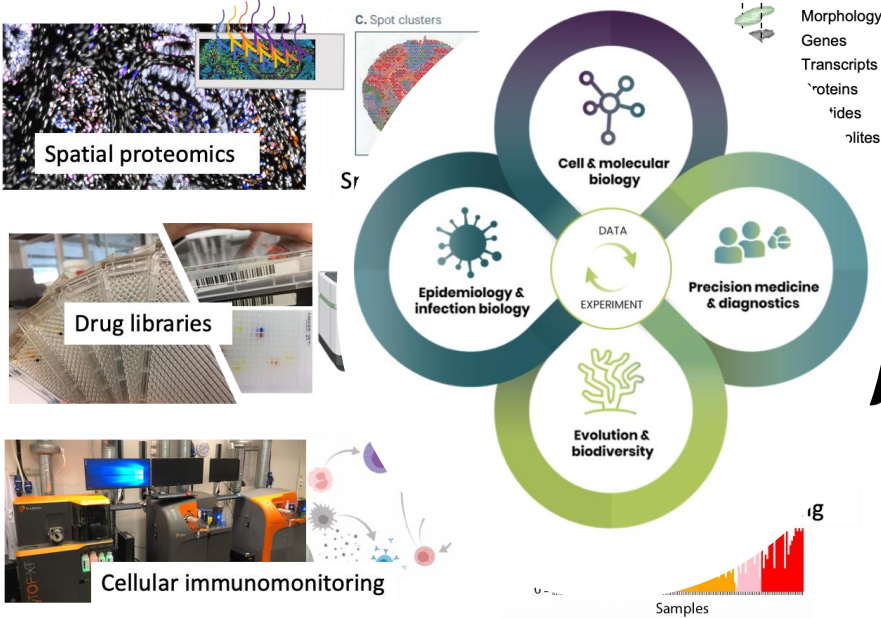 C. Spot clusters
Morphology
Genes
Transcripts
Spatial proteomics
Cell & molecular
biology
DATA
EXPERIMENT
Epidemiology &
infection biology
Precision medicine
& diagnostics
Drug libraries
Evolution &
biodiversity
Cellular immunomonitoring
Samples